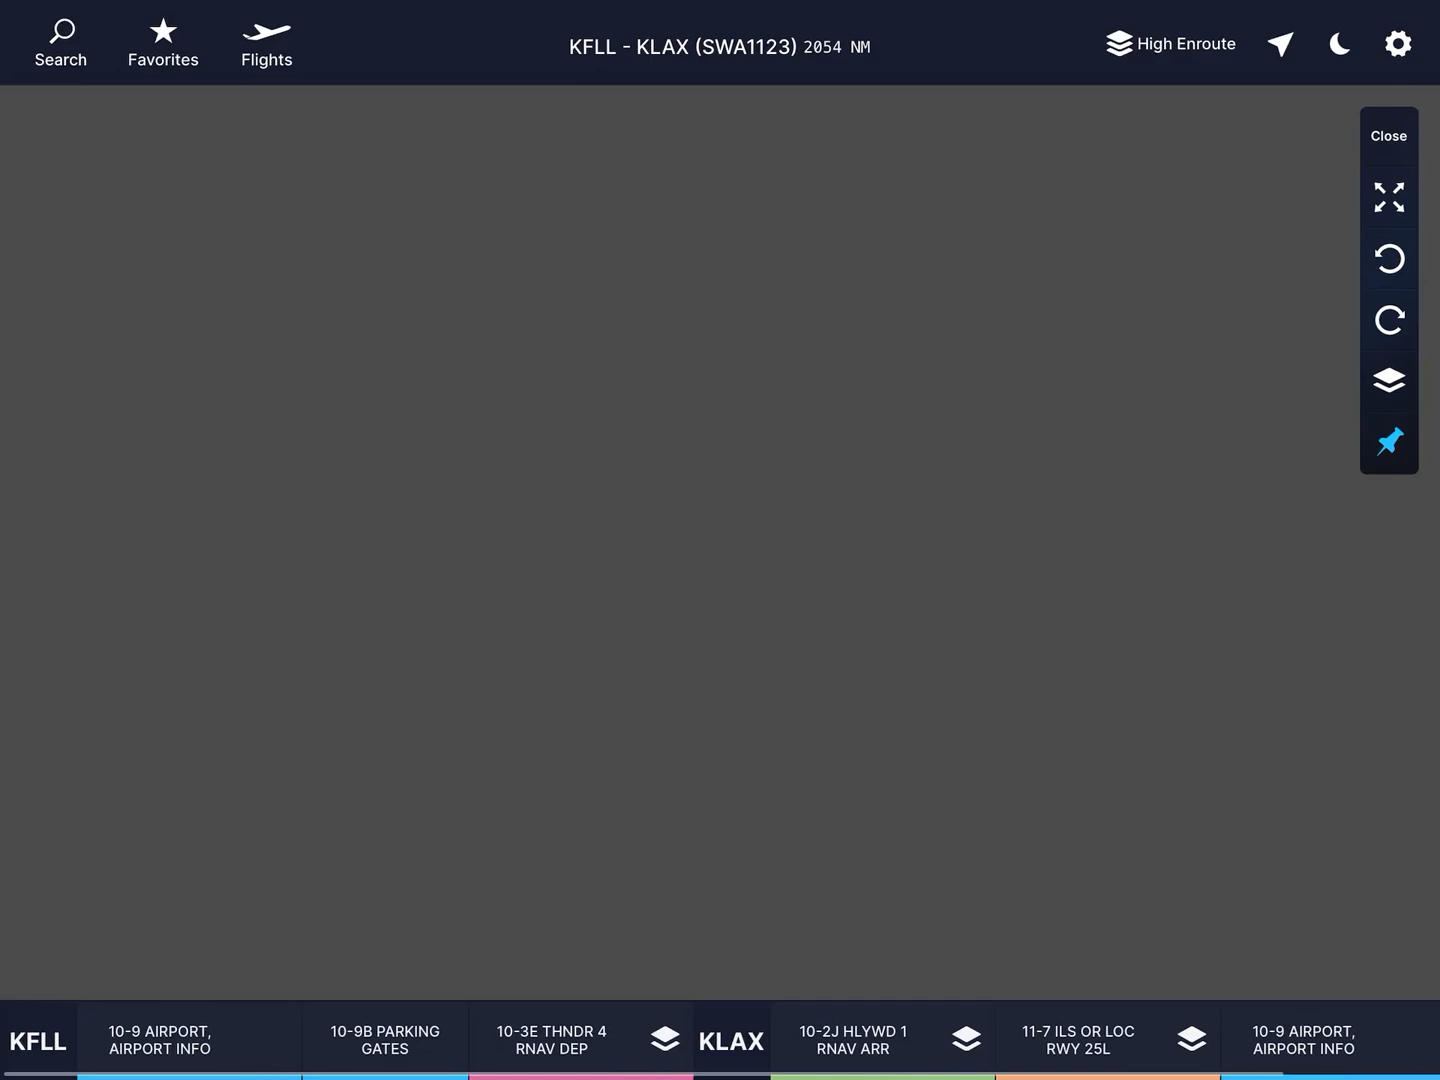 Search
Favorites
Flights
KFLL - KLAX (SWA1123) 2054 NM
High Enroute
Close
KFLL
10-9 AIRPORT,
AIRPORT INFO
10-9B PARKING
GATES
10-3E THNDR 4
RNAV DEP
KLAX
10-2J HLYWD 1
RNAV ARR
11-7 ILS OR LOC
RWY 25L
10-9 AIRPORT,
AIRPORT INFO